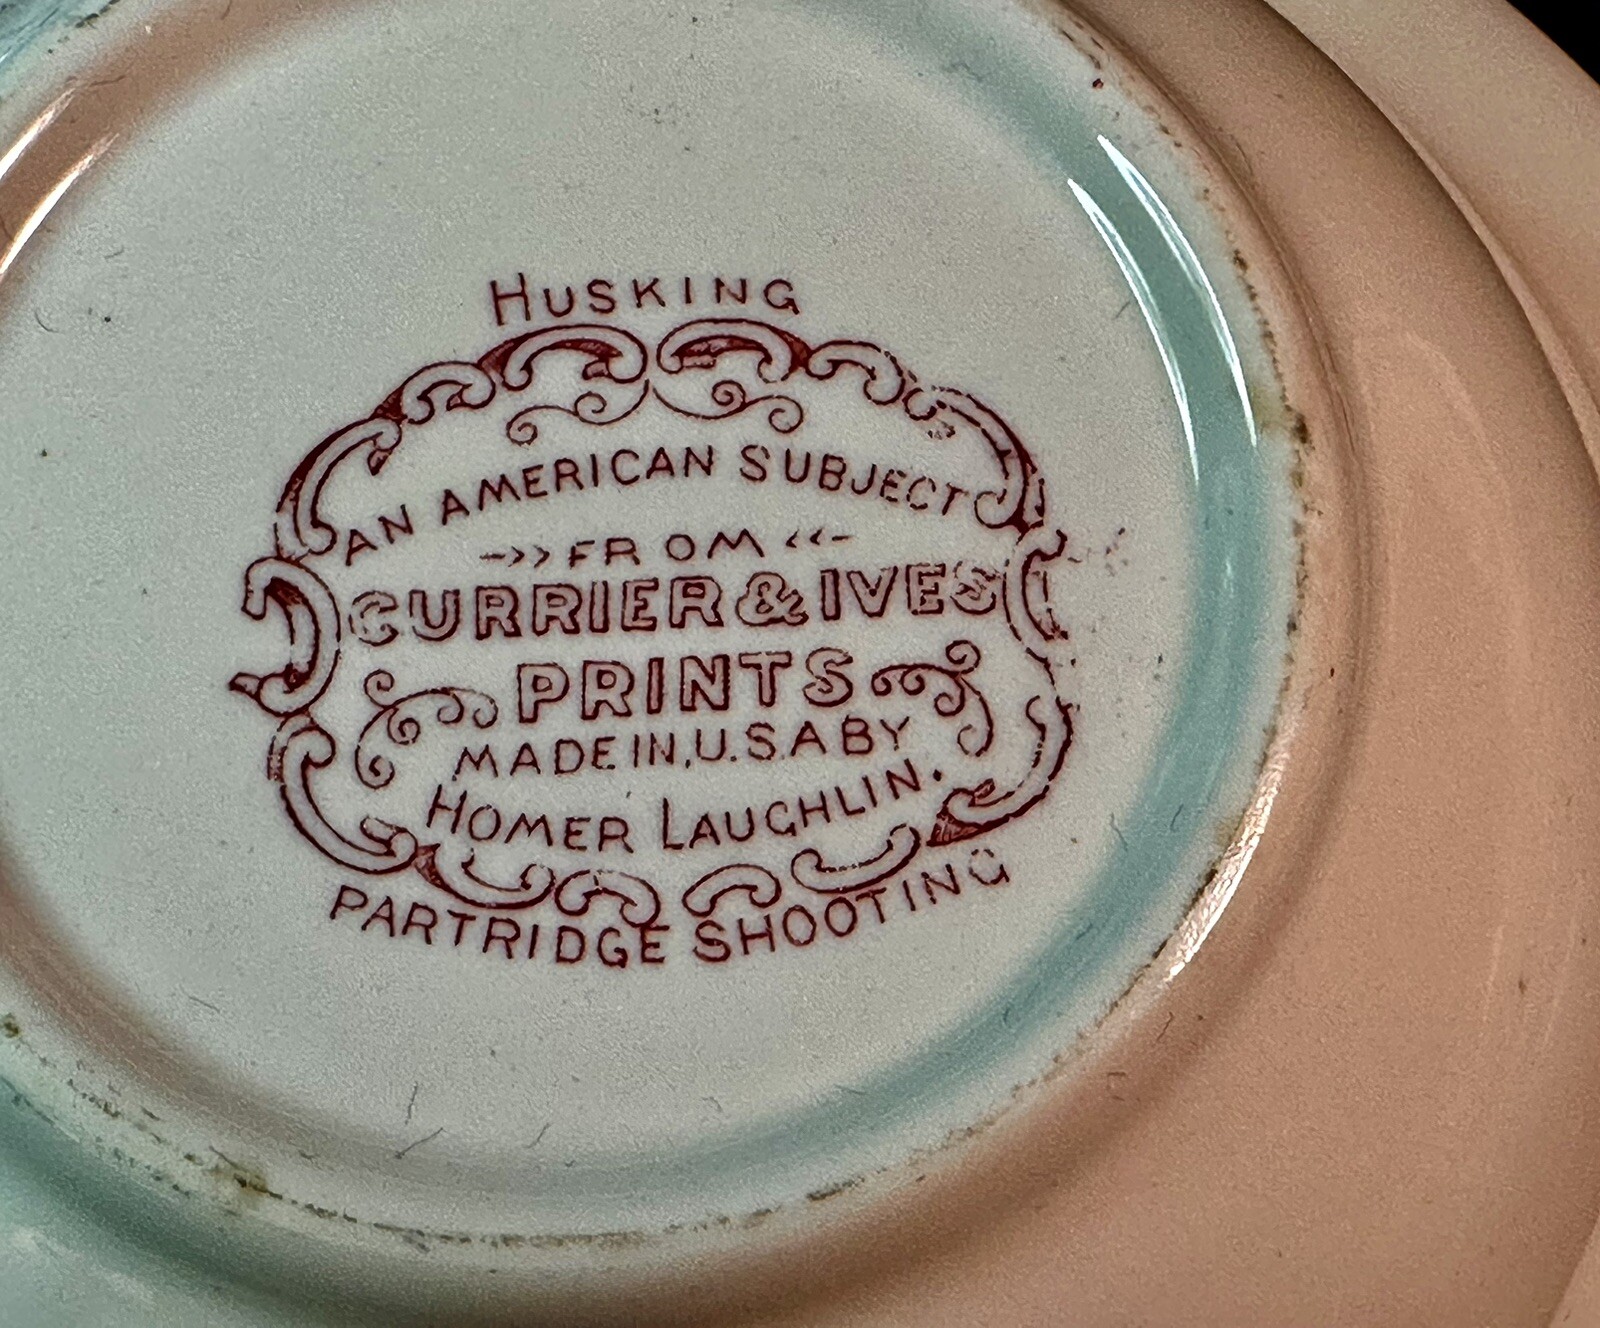 HUSKING
AN AMERICAN SUBJECT
->>FROM<<-
CURRIER & IVES
PRINTS
MADE IN, U.S.A BY
HOMER LAUGHLIN.
PARTRIDGE SHOOTING